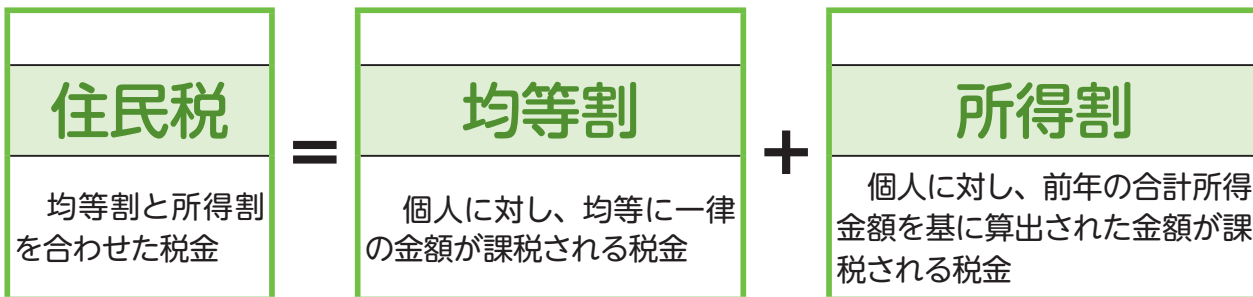 住民税
均等割と所得割
を合わせた税金
=
均等割
個人に対し、均等に一律
の金額が課税される税金
+
所得割
個人に対し、前年の合計所得
金額を基に算出された金額が課
税される税金